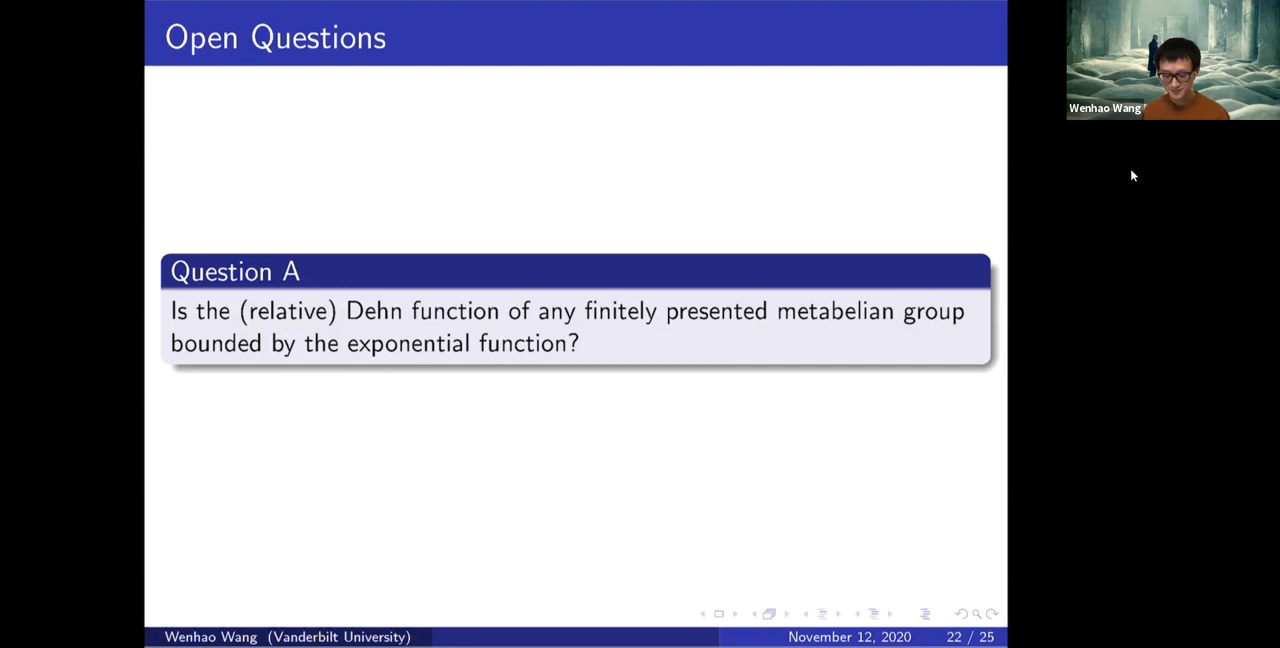 Open Questions
Wenhao Wang
Question A
Is the (relative) Dehn function of any finitely presented metabelian group
bounded by the exponential function?
Wenhao Wang (Vanderbilt University)
November 12, 2020
22 / 25